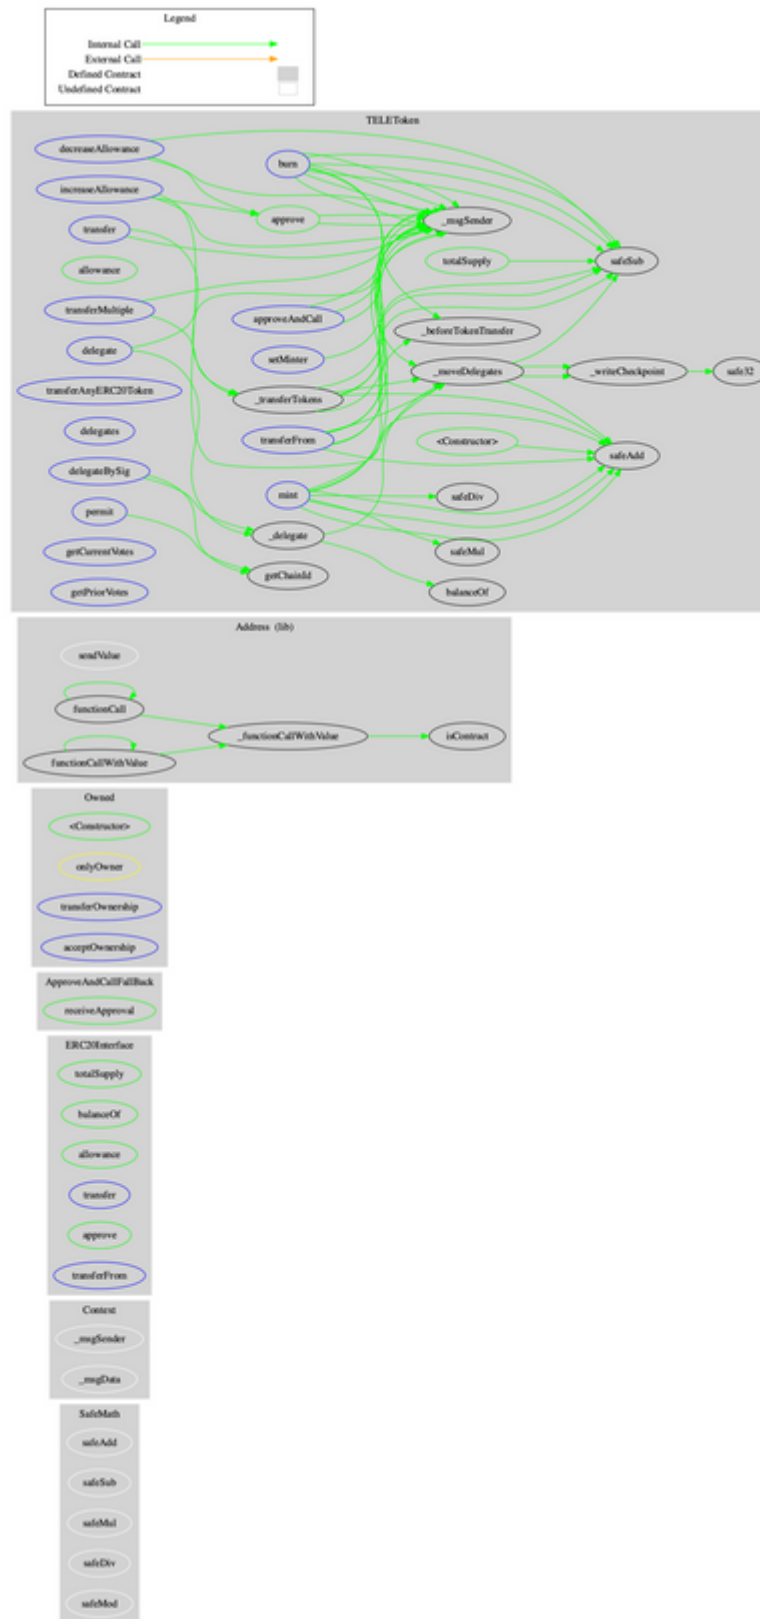 Legend
Internal Call
External Call
Defined Contract
Undefined Contract
TELEToken
decreaseAllowance
burn
increaseAllowance
approve
_msgSender
transfer
allowance
totalSupply
safeSub
transferMultiple
approveAndCall
_beforeTokenTransfer
delegate
setMinter
_moveDelegates
_writeCheckpoint
safe32
transferAnyERC20Token
_transferTokens
delegates
transferFrom
<Constructor>
safeAdd
delegateBySig
mint
safeDiv
permit
_delegate
safeMul
getCurrentVotes
getChainId
balanceOf
getPriorVotes
Address (lib)
sendValue
functionCall
_functionCallWithValue
isContract
functionCallWithValue
Owned
<Constructor>
onlyOwner
transferOwnership
acceptOwnership
ApproveAndCallFallBack
receiveApproval
ERC20Interface
totalSupply
balanceOf
allowance
transfer
approve
transferFrom
Context
_msgSender
_msgData
SafeMath
safeAdd
safeSub
safeMul
safeDiv
safeMod